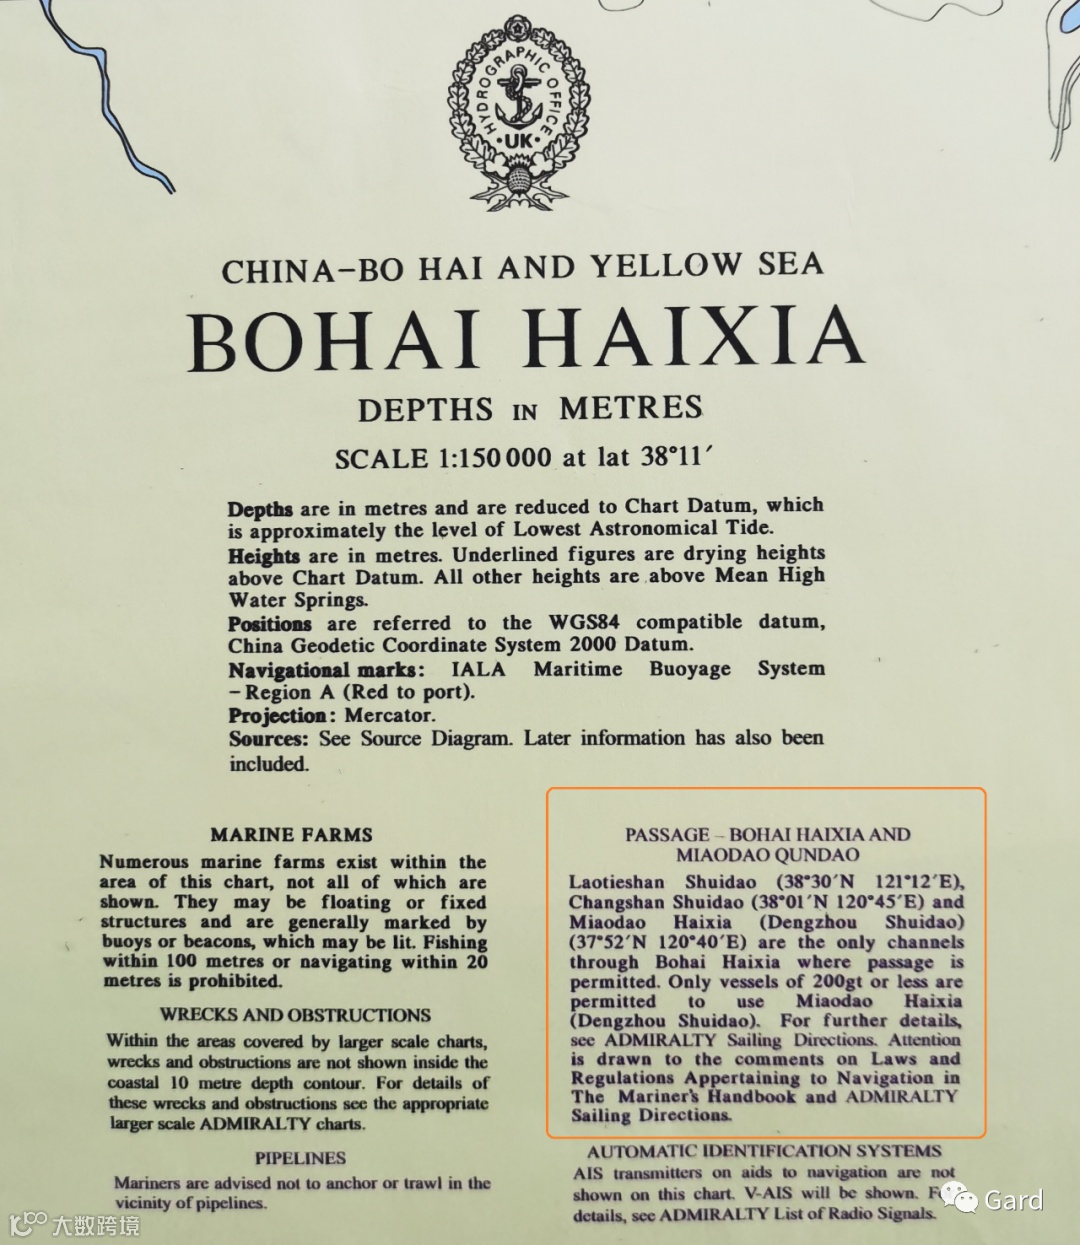 HYDROGRAPHIC OFFICE
·UK·
CHINA–BO HAI AND YELLOW SEA
BOHAI HAIXIA
DEPTHS IN METRES
SCALE 1:150 000 at lat 38°11′
Depths are in metres and are reduced to Chart Datum, which
is approximately the level of Lowest Astronomical Tide.
Heights are in metres. Underlined figures are drying heights
above Chart Datum. All other heights are above Mean High
Water Springs.
Positions are referred to the WGS84 compatible datum,
China Geodetic Coordinate System 2000 Datum.
Navigational marks: IALA Maritime Buoyage System
–Region A (Red to port).
Projection: Mercator.
Sources: See Source Diagram. Later information has also been
included.
MARINE FARMS
Numerous marine farms exist within the
area of this chart, not all of which are
shown. They may be floating or fixed
structures and are generally marked by
buoys or beacons, which may be lit. Fishing
within 100 metres or navigating within 20
metres is prohibited.
WRECKS AND OBSTRUCTIONS
Within the areas covered by larger scale charts,
wrecks and obstructions are not shown inside the
coastal 10 metre depth contour. For details of
these wrecks and obstructions see the appropriate
larger scale ADMIRALTY charts.
PIPELINES
Mariners are advised not to anchor or trawl in the
vicinity of pipelines.
PASSAGE – BOHAI HAIXIA AND
MIAODAO QUNDAO
Laotieshan Shuidao (38°30′N 121°12′E),
Changshan Shuidao (38°01′N 120°45′E) and
Miaodao Haixia (Dengzhou Shuidao)
(37°52′N 120°40′E) are the only channels
through Bohai Haixia where passage is
permitted. Only vessels of 200gt or less are
permitted to use Miaodao Haixia
(Dengzhou Shuidao). For further details,
see ADMIRALTY Sailing Directions. Attention
is drawn to the comments on Laws and
Regulations Appertaining to Navigation in
The Mariner's Handbook and ADMIRALTY
Sailing Directions.
AUTOMATIC IDENTIFICATION SYSTEMS
AIS transmitters on aids to navigation are not
shown on this chart. V-AIS will be shown.
details, see ADMIRALTY List of Radio Signals.
Gard
大数跨境